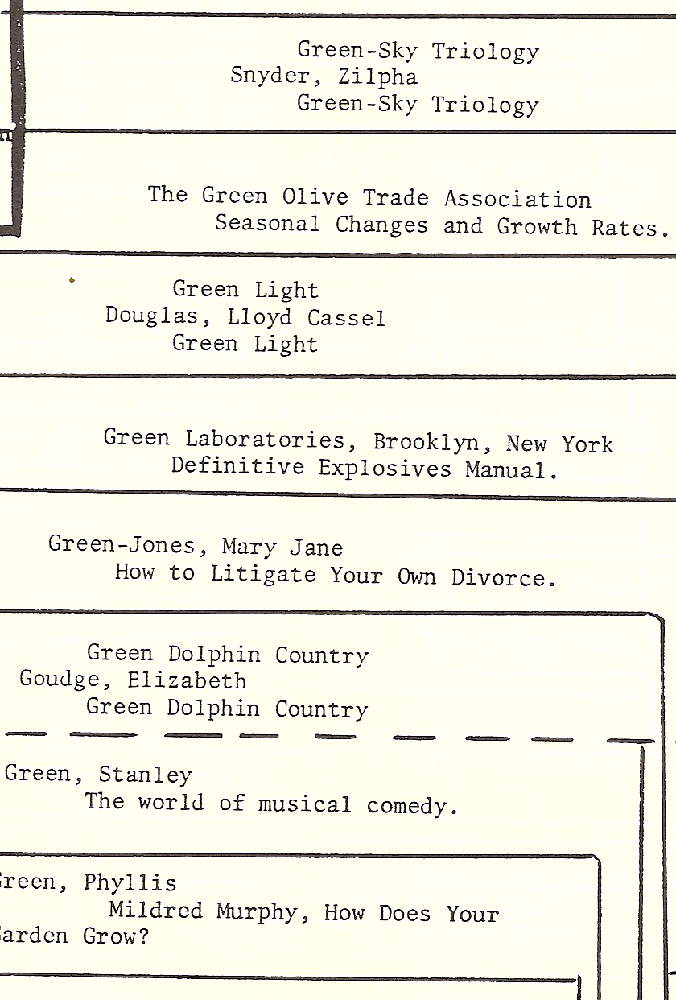 Green-Sky Triology
Snyder, Zilpha
Green-Sky Triology
The Green Olive Trade Association
Seasonal Changes and Growth Rates.
Green Light
Douglas, Lloyd Cassel
Green Light
Green Laboratories, Brooklyn, New York
Definitive Explosives Manual.
Green-Jones, Mary Jane
How to Litigate Your Own Divorce.
Green Dolphin Country
Goudge, Elizabeth
Green Dolphin Country
Green, Stanley
The world of musical comedy.
Green, Phyllis
Mildred Murphy, How Does Your
Garden Grow?